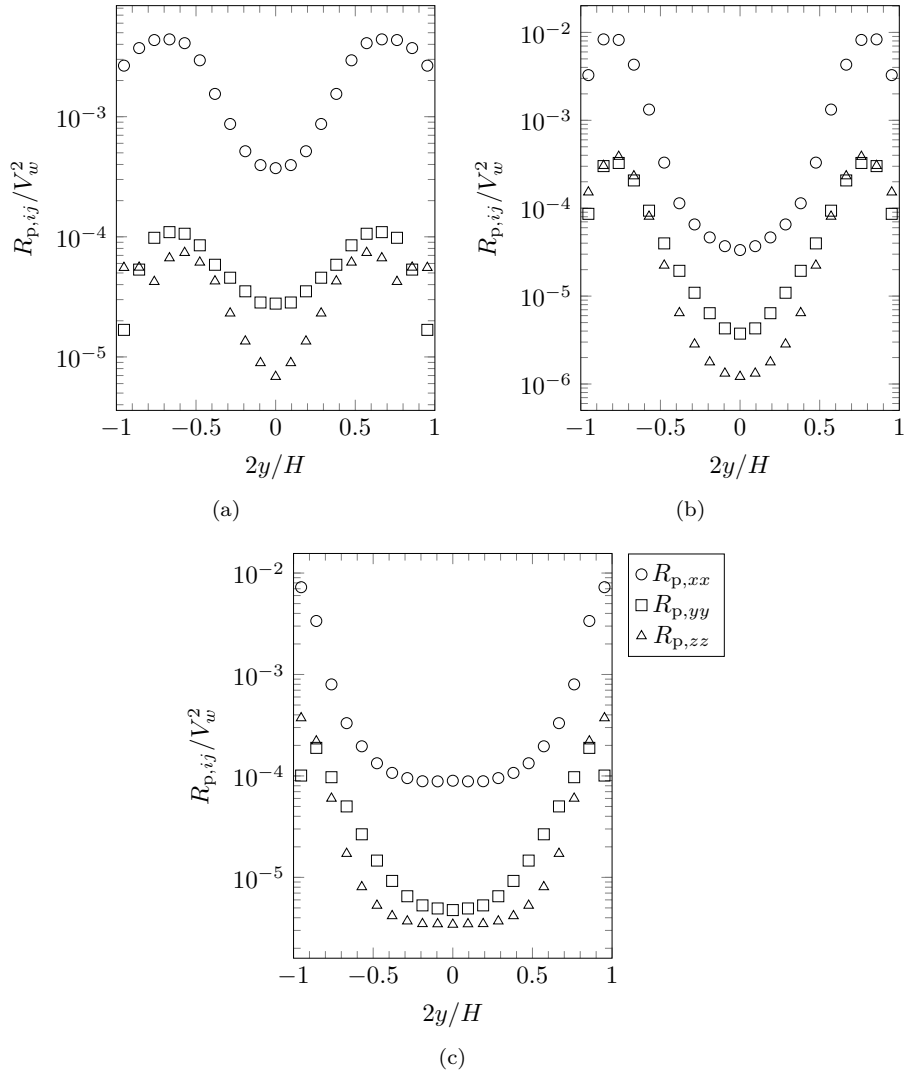 10^{-3}
10^{-4}
10^{-5}
R_{p,ij}/V_w^2
−1 −0.5 0 0.5 1
2y/H
(a)
10^{-2}
10^{-3}
10^{-4}
10^{-5}
10^{-6}
R_{p,ij}/V_w^2
−1 −0.5 0 0.5 1
2y/H
(b)
10^{-2}
10^{-3}
10^{-4}
10^{-5}
R_{p,ij}/V_w^2
−1 −0.5 0 0.5 1
2y/H
(c)
R_{p,xx}
R_{p,yy}
R_{p,zz}